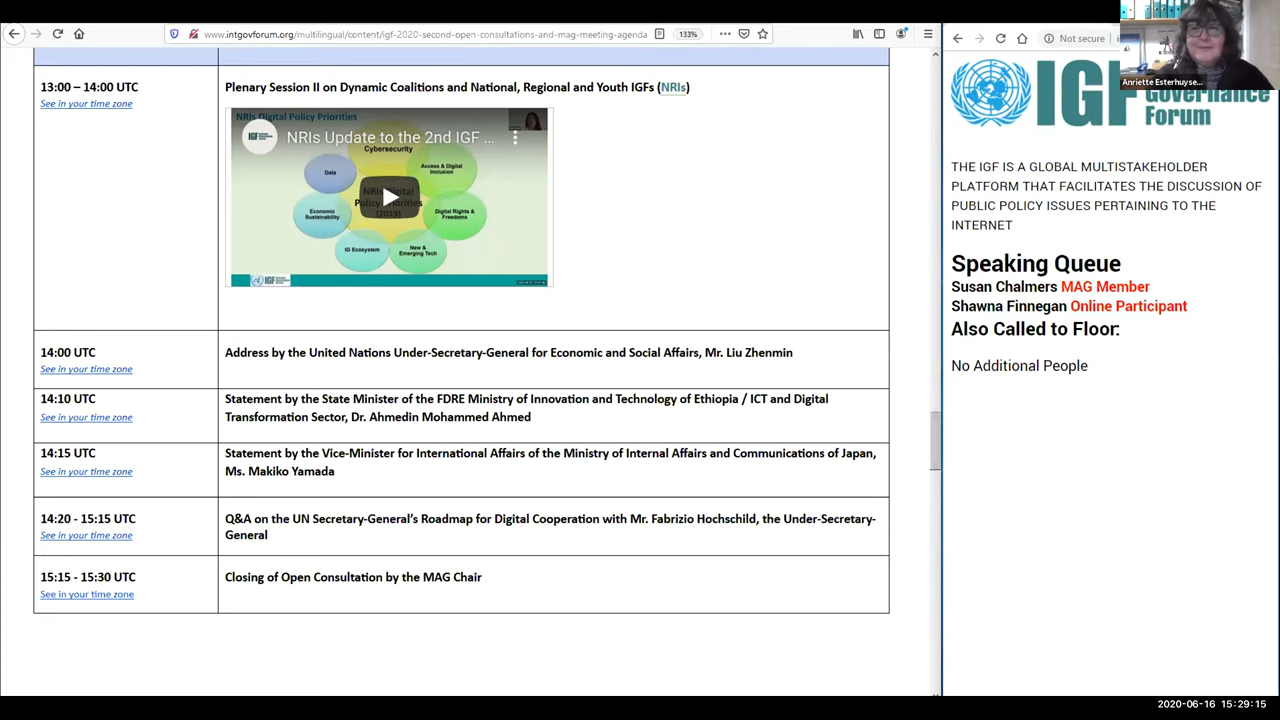 www.intgovforum.org/multilingual/content/igf-2020-second-open-consultations-and-mag-meeting-agenda
133%
13:00 – 14:00 UTC
See in your time zone
Plenary Session II on Dynamic Coalitions and National, Regional and Youth IGFs (NRIs)
NRIs Digital Policy Priorities
IGF
NRIs Update to the 2nd IGF ...
Cybersecurity
Data
Access & Digital
Inclusion
NRIs Digital
Policy Priorities
(2019)
Economic
Sustainability
Digital Rights &
Freedoms
IG Ecosystem
New &
Emerging Tech
IGF
14:00 UTC
See in your time zone
Address by the United Nations Under-Secretary-General for Economic and Social Affairs, Mr. Liu Zhenmin
14:10 UTC
See in your time zone
Statement by the State Minister of the FDRE Ministry of Innovation and Technology of Ethiopia / ICT and Digital
Transformation Sector, Dr. Ahmedin Mohammed Ahmed
14:15 UTC
See in your time zone
Statement by the Vice-Minister for International Affairs of the Ministry of Internal Affairs and Communications of Japan,
Ms. Makiko Yamada
14:20 - 15:15 UTC
See in your time zone
Q&A on the UN Secretary-General’s Roadmap for Digital Cooperation with Mr. Fabrizio Hochschild, the Under-Secretary-
General
15:15 - 15:30 UTC
See in your time zone
Closing of Open Consultation by the MAG Chair
Not secure
Anriette Esterhuyse...
IGF
Governance
Forum
THE IGF IS A GLOBAL MULTISTAKEHOLDER
PLATFORM THAT FACILITATES THE DISCUSSION OF
PUBLIC POLICY ISSUES PERTAINING TO THE
INTERNET
Speaking Queue
Susan Chalmers MAG Member
Shawna Finnegan Online Participant
Also Called to Floor:
No Additional People
2020-06-16 15:29:15